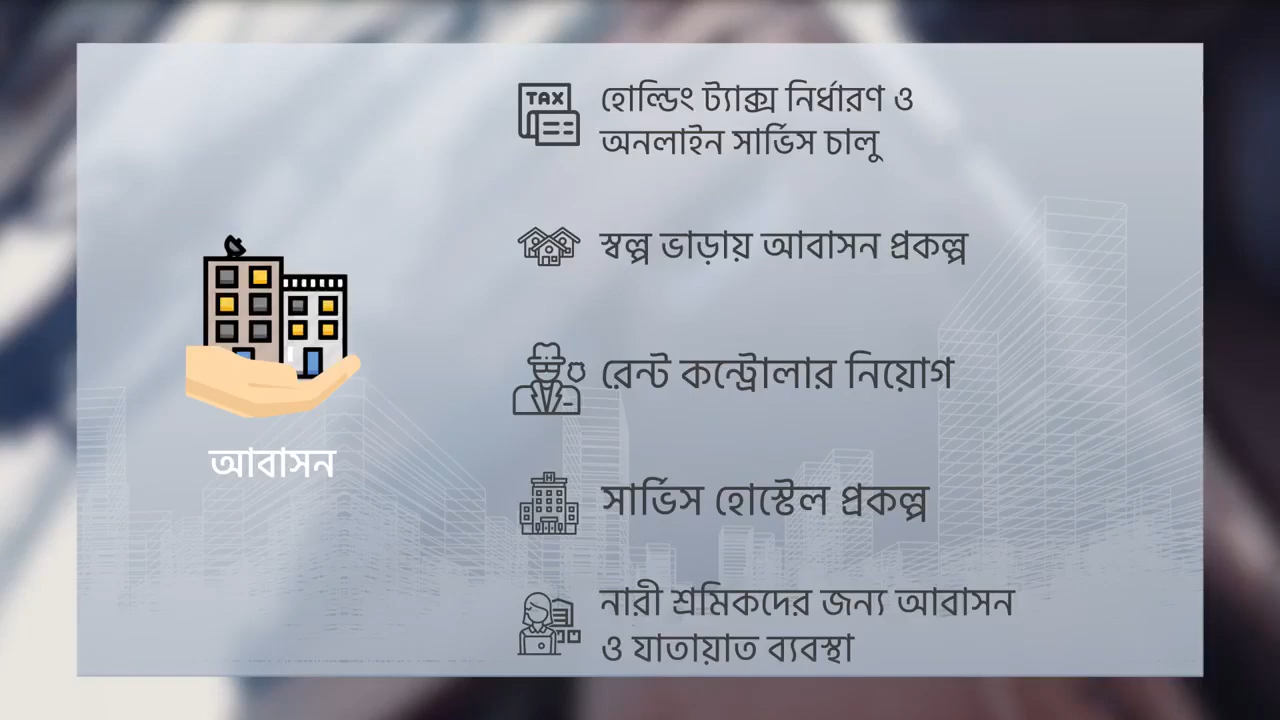 TAX
হোল্ডিং ট্যাক্স নির্ধারণ ও
অনলাইন সার্ভিস চালু
স্বল্প ভাড়ায় আবাসন প্রকল্প
রেন্ট কন্ট্রোলার নিয়োগ
আবাসন
H
সার্ভিস হোস্টেল প্রকল্প
নারী শ্রমিকদের জন্য আবাসন
ও যাতায়াত ব্যবস্থা